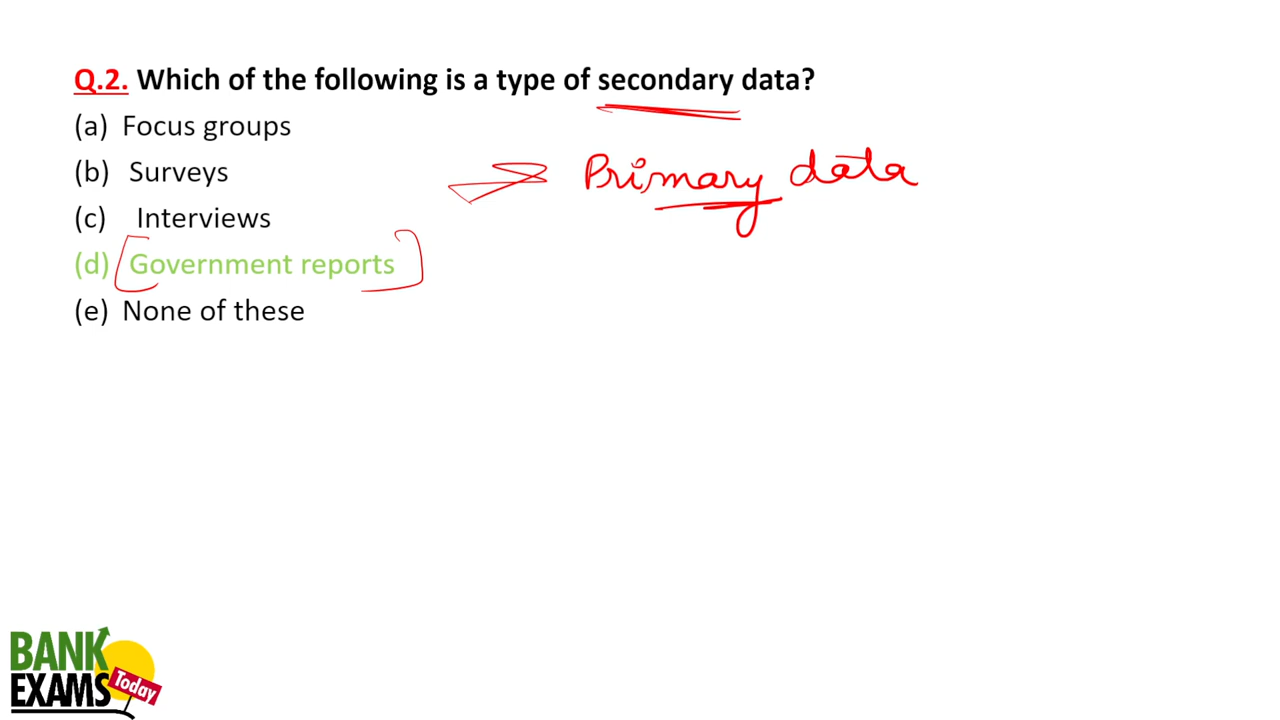 Q.2. Which of the following is a type of secondary data?
(a) Focus groups
(b) Surveys
Primary data
(c) Interviews
(d) Government reports
(e) None of these
BANK
EXAMS
Today